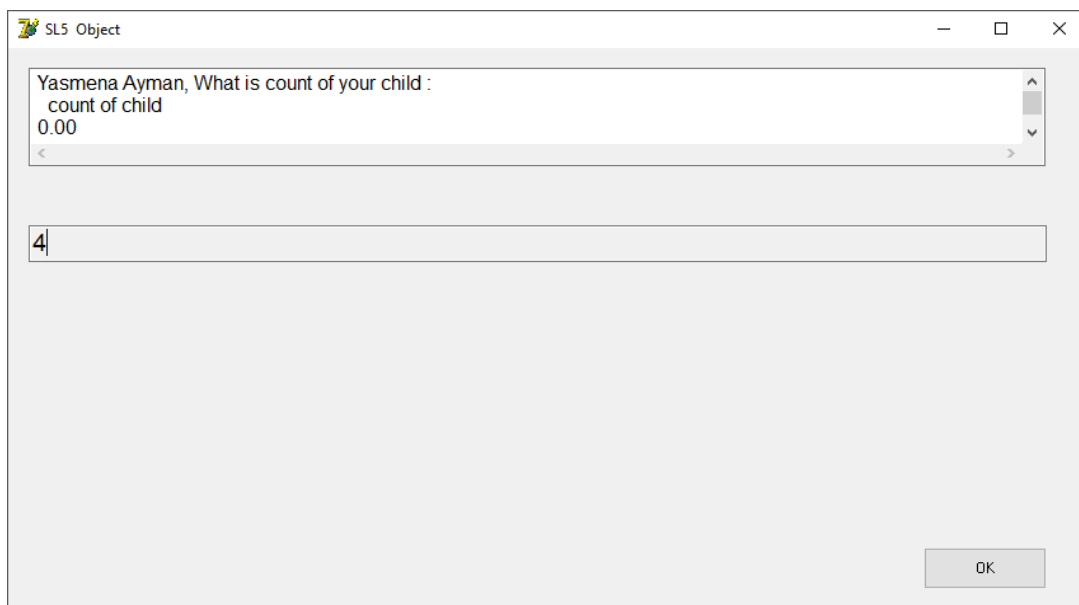 SL5 Object
Yasmena Ayman, What is count of your child :
count of child
0.00
4
OK